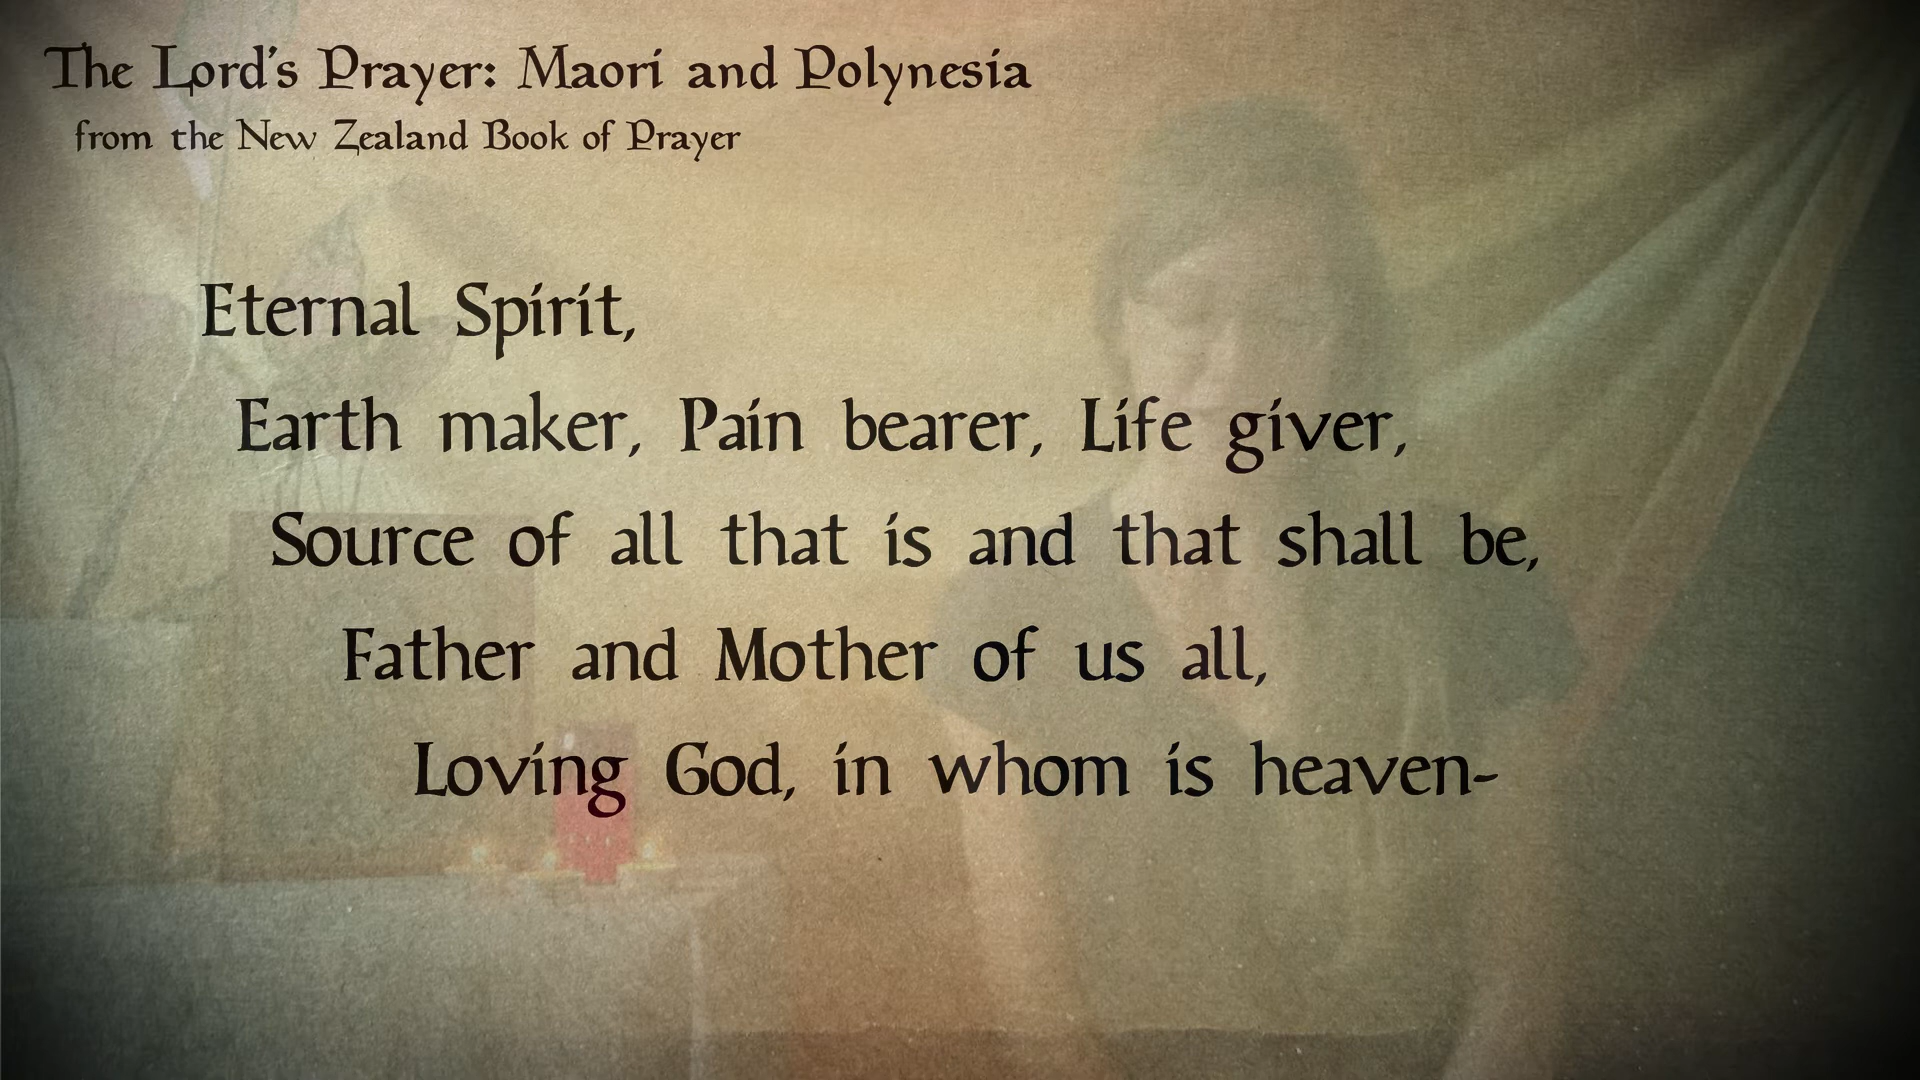 The Lord's Prayer: Maori and Polynesia
from the New Zealand Book of Prayer
Eternal Spirit,
Earth maker, Pain bearer, Life giver,
Source of all that is and that shall be,
Father and Mother of us all,
Loving God, in whom is heaven-